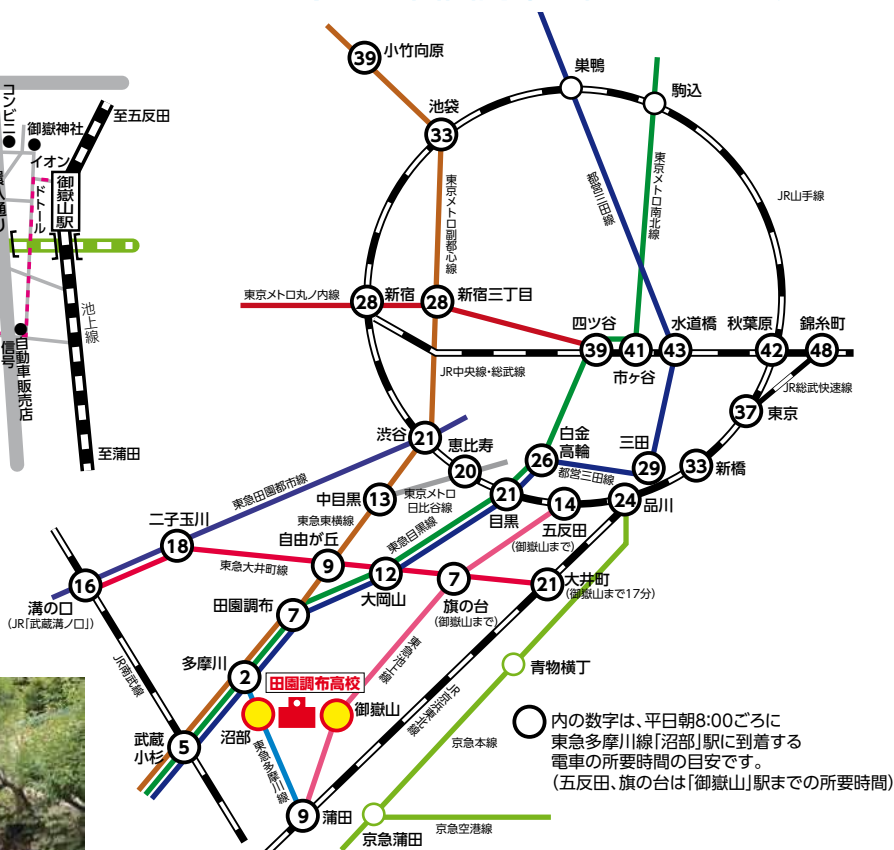 39
小竹向原
巣鴨
駒込
池袋
33
東京メトロ副都心線
都営三田線
東京メトロ南北線
JR山手線
コンビニ
御嶽神社
イオン
ドトール
御嶽山駅
至五反田
池上線
信号
自動車販売店
至蒲田
東京メトロ丸ノ内線
28
新宿
28
新宿三丁目
四ツ谷
39
41
市ヶ谷
水道橋
43
秋葉原
42
錦糸町
48
JR中央線・総武線
JR総武快速線
37
東京
渋谷
21
恵比寿
20
白金
高輪
26
三田
29
都営三田線
33
新橋
中目黒
13
東京メトロ
日比谷線
21
目黒
14
五反田
(御嶽山まで)
24
品川
東急田園都市線
東急東横線
東急目黒線
二子玉川
18
自由が丘
9
東急大井町線
12
大岡山
7
旗の台
(御嶽山まで)
21
大井町
(御嶽山まで17分)
16
溝の口
(JR「武蔵溝ノ口」)
田園調布
7
JR南武線
多摩川
2
田園調布高校
沼部
御嶽山
東急池上線
JR京浜東北線
青物横丁
京急本線
武蔵
小杉
5
東急多摩川線
9
蒲田
京急蒲田
京急空港線
内の数字は、平日朝8:00ごろに
東急多摩川線「沼部」駅に到着する
電車の所要時間の目安です。
(五反田、旗の台は「御嶽山」駅までの所要時間)